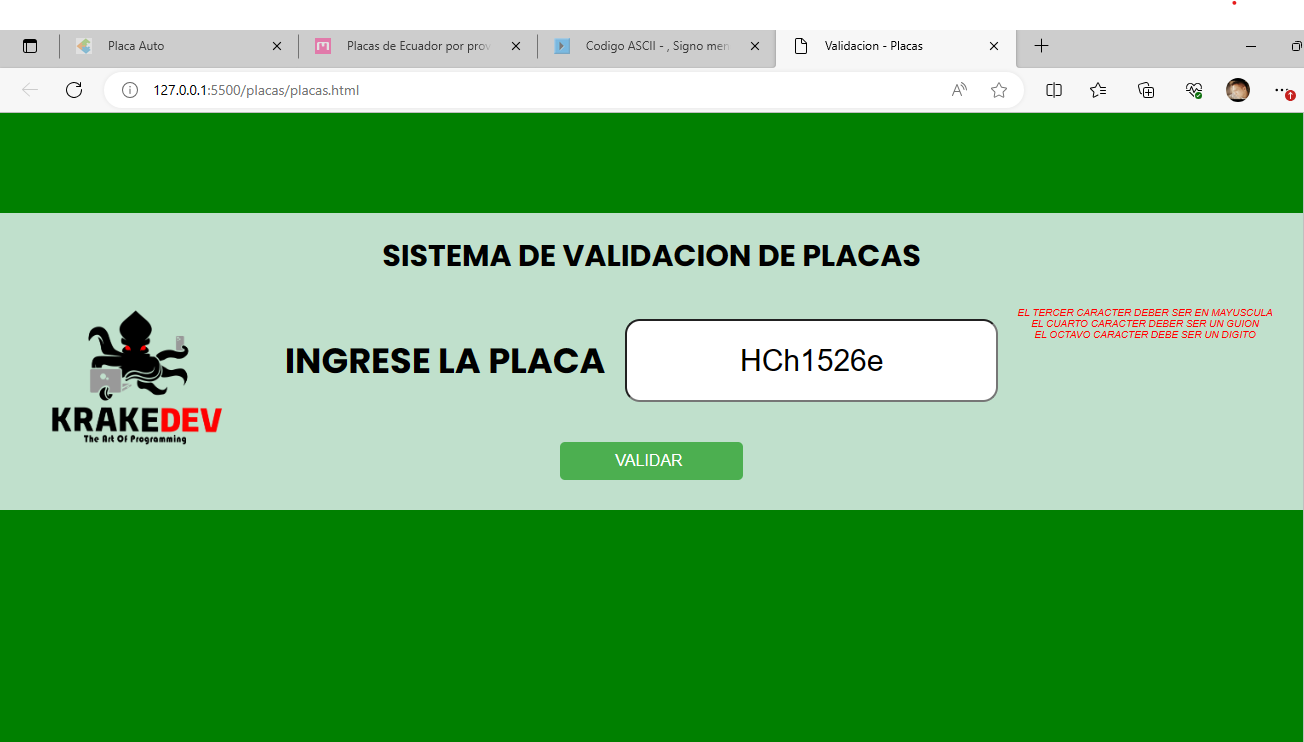 Placa Auto
Placas de Ecuador por prov
Codigo ASCII - , Signo men
Validacion - Placas
127.0.0.1:5500/placas/placas.html
SISTEMA DE VALIDACION DE PLACAS
EL TERCER CARACTER DEBER SER EN MAYUSCULA
EL CUARTO CARACTER DEBER SER UN GUION
EL OCTAVO CARACTER DEBE SER UN DIGITO
INGRESE LA PLACA
HCh1526e
KRAKEDEV
The Art Of Programming
VALIDAR